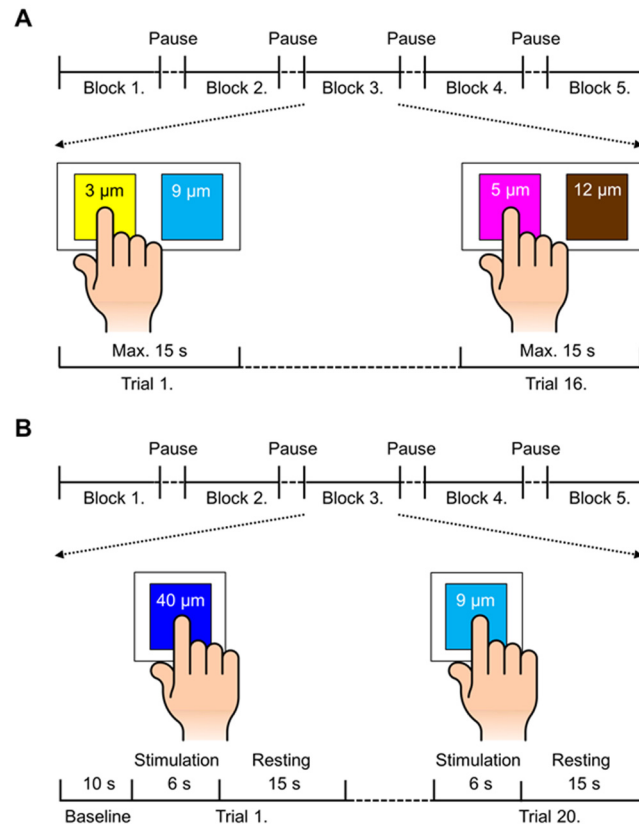 A
Pause Pause Pause Pause
Block 1. Block 2. Block 3. Block 4. Block 5.
3 µm 9 µm 5 µm 12 µm
Max. 15 s Max. 15 s
Trial 1. Trial 16.
B
Pause Pause Pause Pause
Block 1. Block 2. Block 3. Block 4. Block 5.
40 µm 9 µm
Stimulation Resting Stimulation Resting
10 s 6 s 15 s 6 s 15 s
Baseline Trial 1. Trial 20.